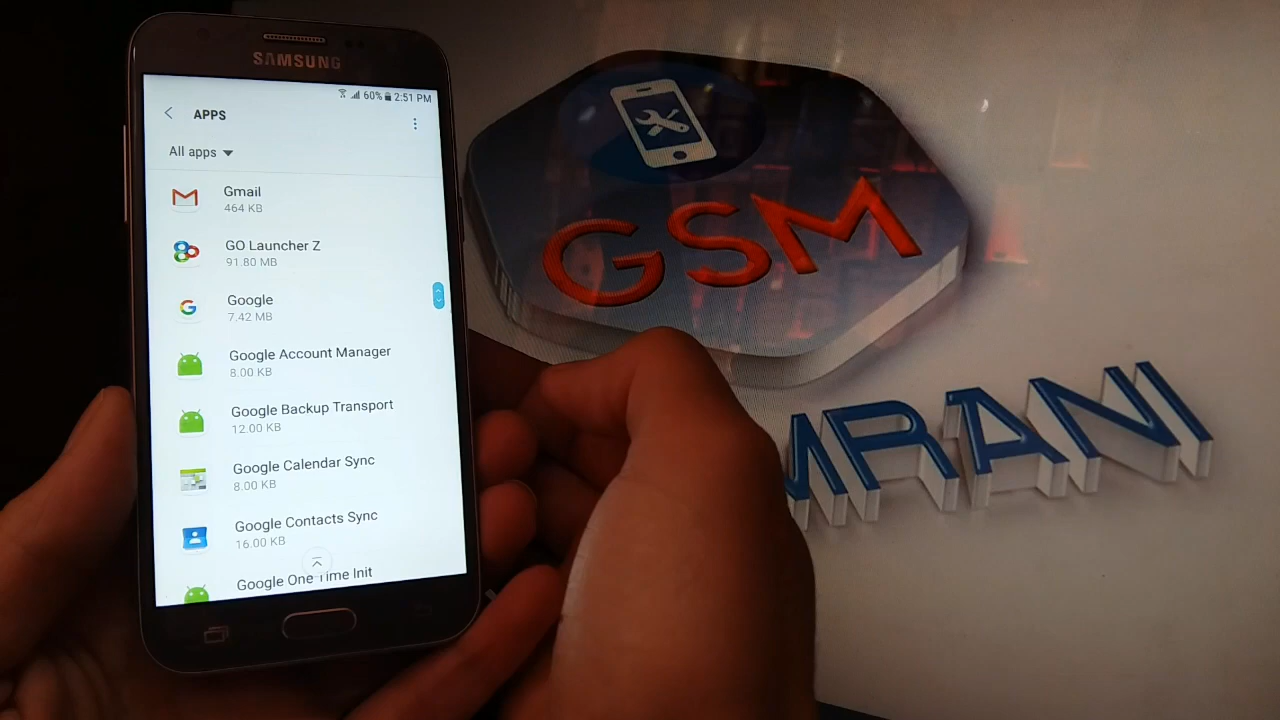 SAMSUNG
60% 2:51 PM
APPS
All apps
Gmail
464 KB
GO Launcher Z
91.80 MB
Google
7.42 MB
Google Account Manager
8.00 KB
Google Backup Transport
12.00 KB
Google Calendar Sync
8.00 KB
Google Contacts Sync
16.00 KB
Google One Time Init
GSM
MRANI